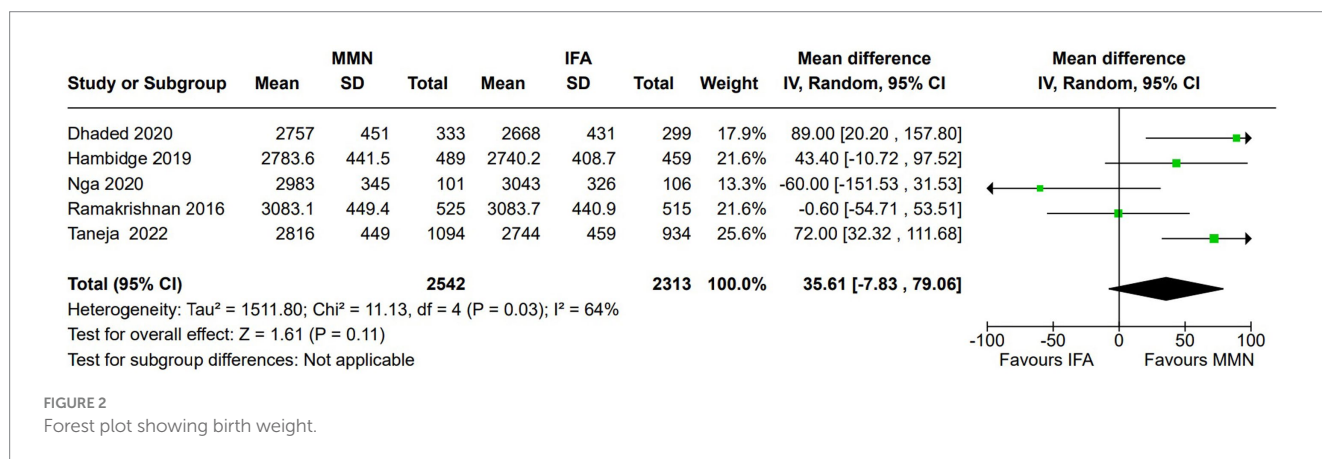 MMN IFA Mean difference Mean difference
Study or Subgroup Mean SD Total Mean SD Total Weight IV, Random, 95% CI IV, Random, 95% CI
Dhaded 2020 2757 451 333 2668 431 299 17.9% 89.00 [20.20 , 157.80]
Hambidge 2019 2783.6 441.5 489 2740.2 408.7 459 21.6% 43.40 [-10.72 , 97.52]
Nga 2020 2983 345 101 3043 326 106 13.3% -60.00 [-151.53 , 31.53]
Ramakrishnan 2016 3083.1 449.4 525 3083.7 440.9 515 21.6% -0.60 [-54.71 , 53.51]
Taneja 2022 2816 449 1094 2744 459 934 25.6% 72.00 [32.32 , 111.68]
Total (95% CI) 2542 2313 100.0% 35.61 [-7.83 , 79.06]
Heterogeneity: Tau² = 1511.80; Chi² = 11.13, df = 4 (P = 0.03); I² = 64%
Test for overall effect: Z = 1.61 (P = 0.11)
Test for subgroup differences: Not applicable
-100 -50 0 50 100
Favours IFA Favours MMN
FIGURE 2
Forest plot showing birth weight.